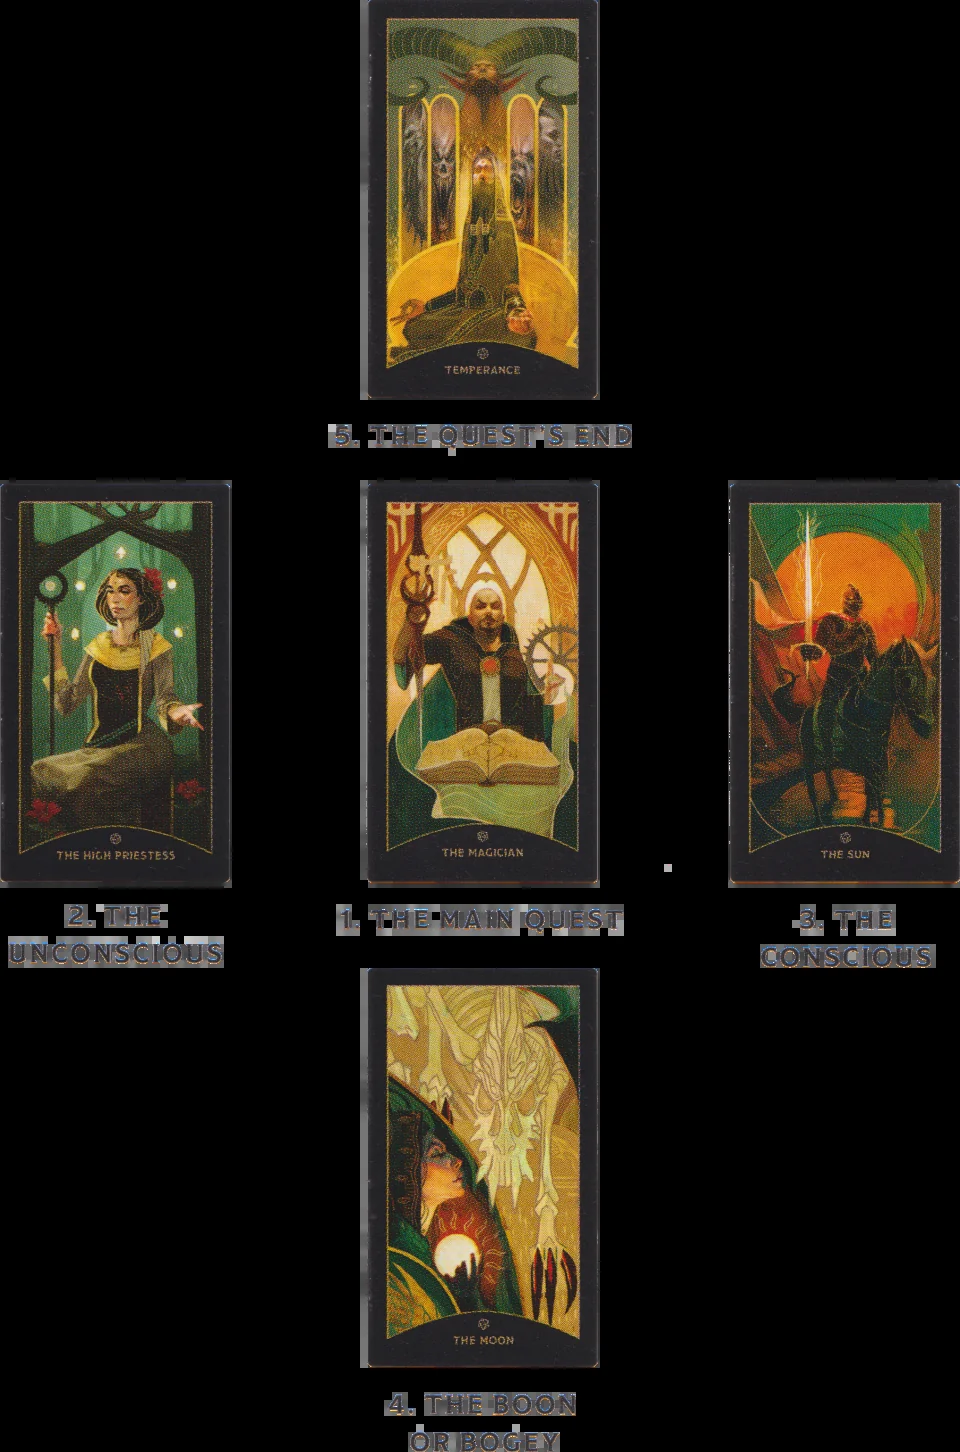 TEMPERANCE
5. THE QUEST'S END
THE HIGH PRIESTESS
THE MAGICIAN
THE SUN
2. THE
UNCONSCIOUS
1. THE MAIN QUEST
3. THE
CONSCIOUS
THE MOON
4. THE BOON
OR BOGEY